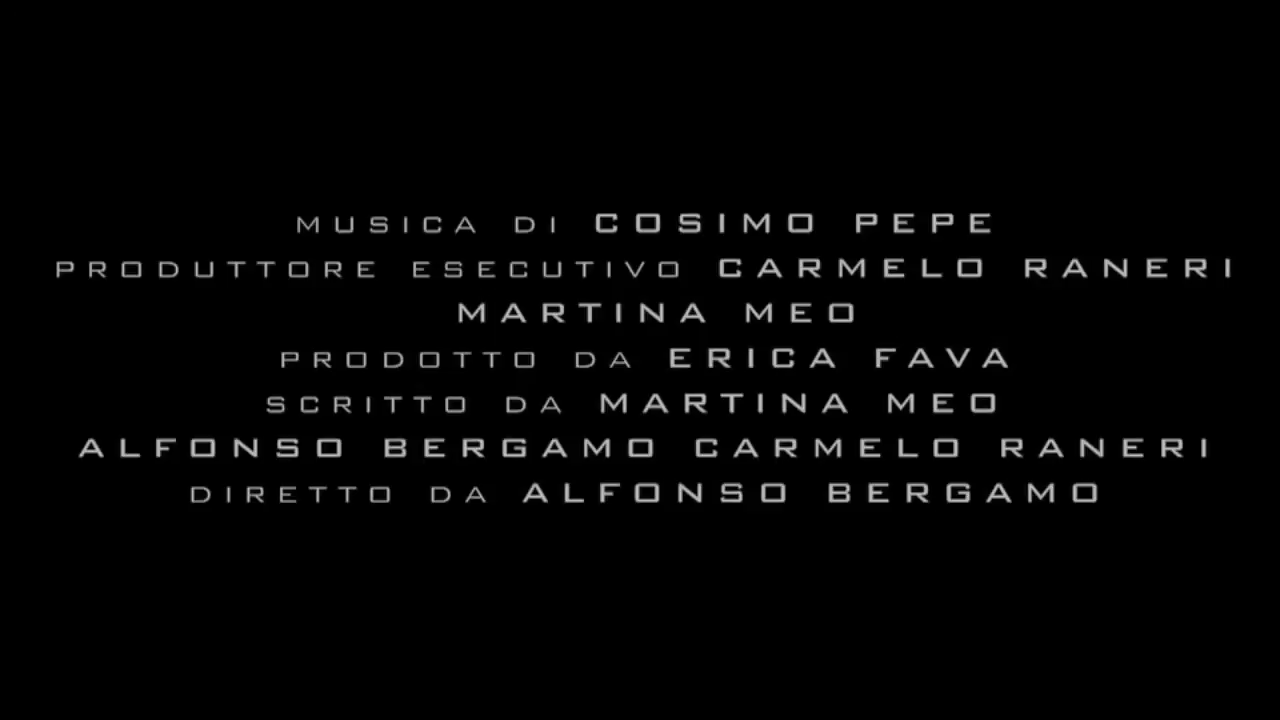 MUSICA DI COSIMO PEPE
PRODUTTORE ESECUTIVO CARMELO RANERI
MARTINA MEO
PRODOTTO DA ERICA FAVA
SCRITTO DA MARTINA MEO
ALFONSO BERGAMO CARMELO RANERI
DIRETTO DA ALFONSO BERGAMO